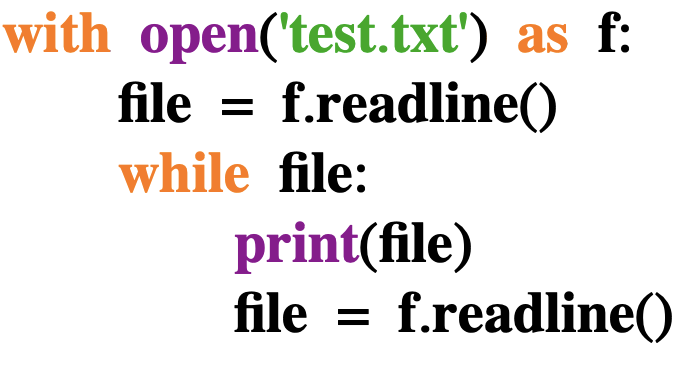 with open('test.txt') as f:
    file = f.readline()
    while file:
        print(file)
        file = f.readline()